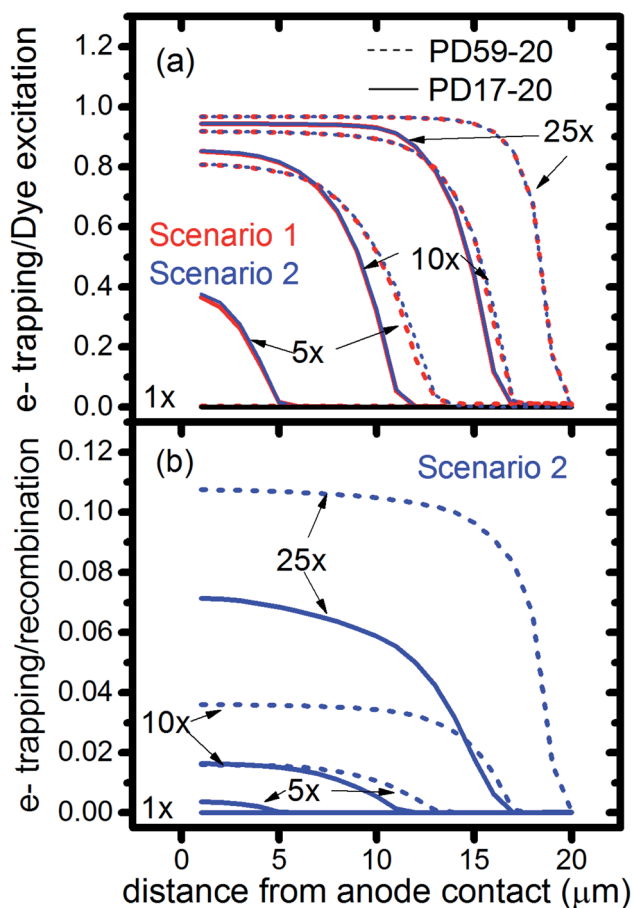 (a)
PD59-20
PD17-20
25x
Scenario 1
Scenario 2
10x
5x
1x
1.2
1.0
0.8
0.6
0.4
0.2
0.0
e- trapping/Dye excitation
(b)
Scenario 2
25x
10x
5x
1x
0.12
0.10
0.08
0.06
0.04
0.02
0.00
e- trapping/recombination
0 5 10 15 20
distance from anode contact (μm)